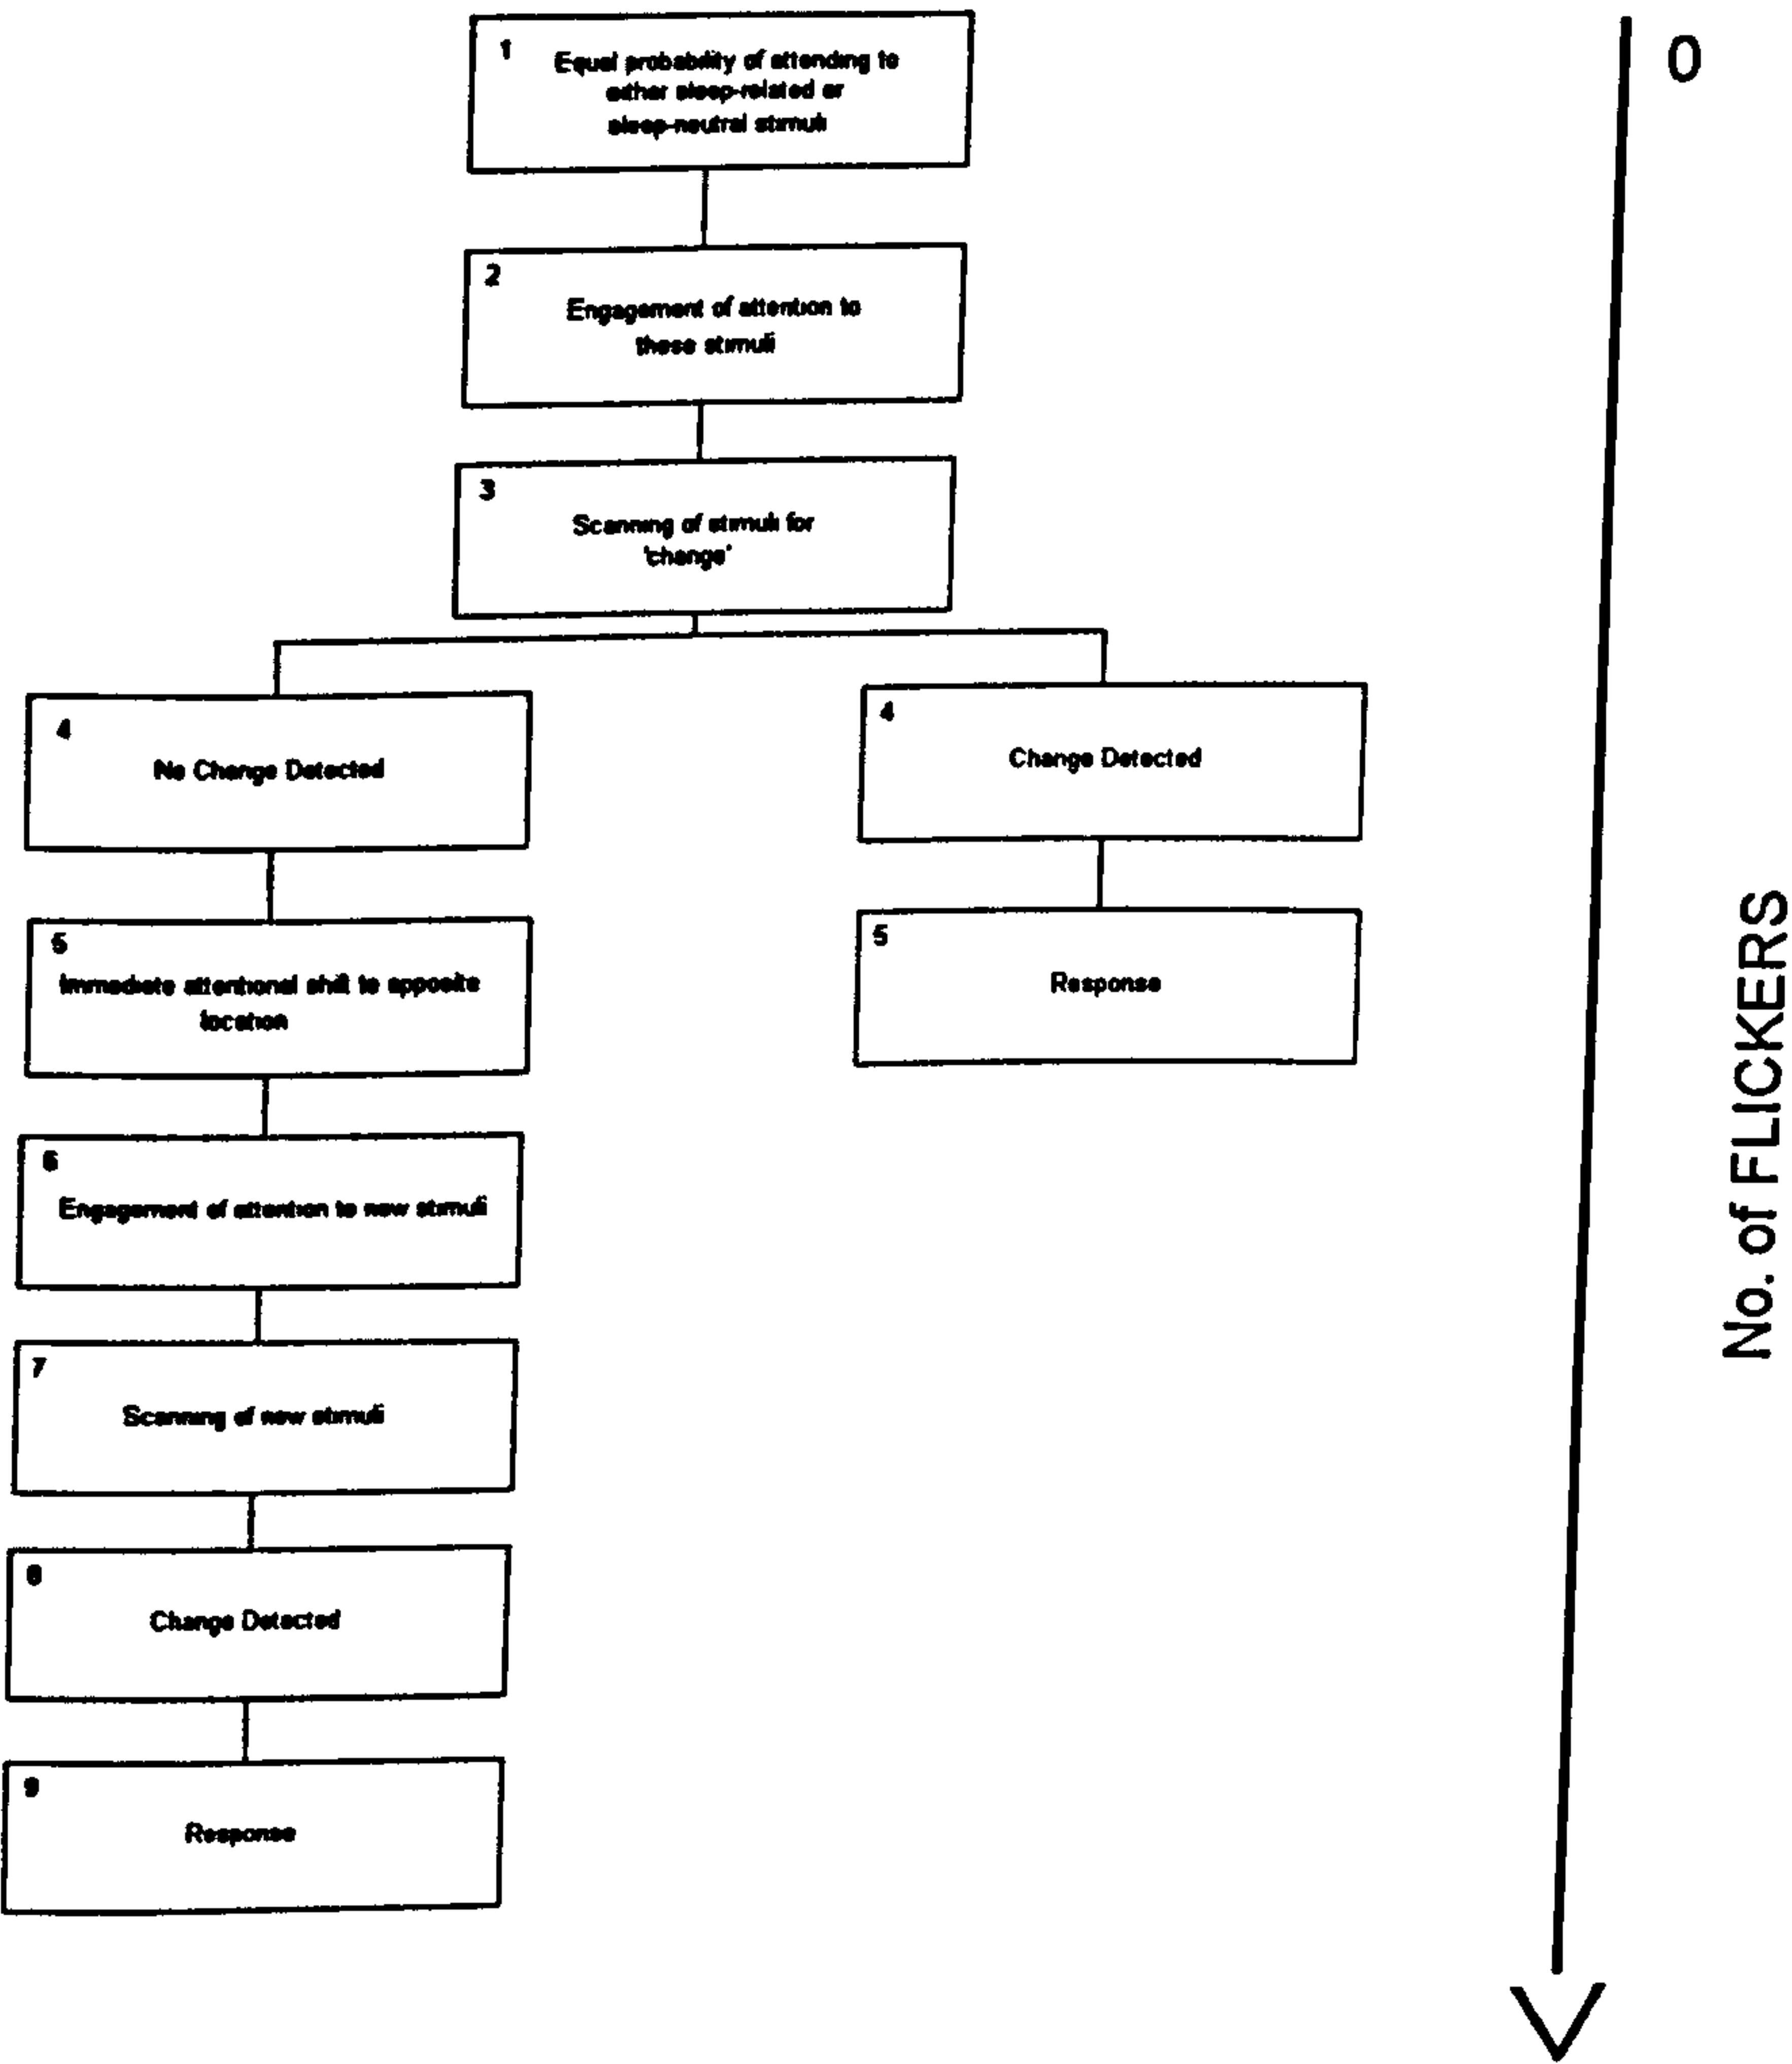 1
Equal probability of attending to
either sleep-related or
sleep-neutral stimuli
0
2
Engagement of attention to
these stimuli
3
Scanning of stimuli for
'change'
4
No Change Detected
4
Change Detected
5
Immediate attentional shift to opposite
location
5
Response
6
Engagement of attention to new stimuli
7
Scanning of new stimuli
8
Change Detected
9
Response
No. of FLICKERS